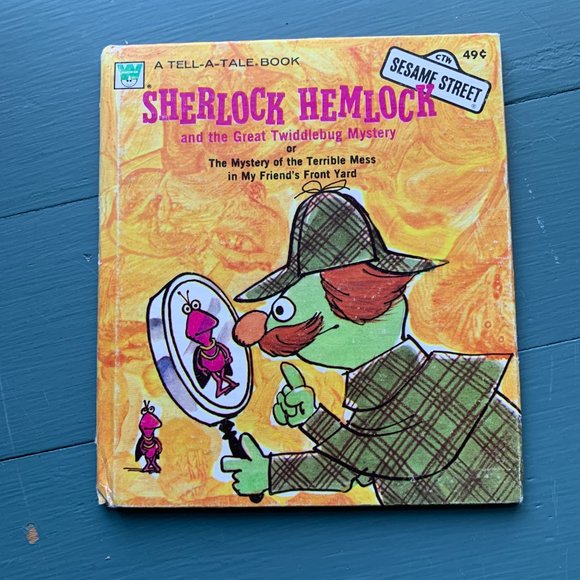 A TELL-A-TALE BOOK
49¢
CTW
SESAME STREET
SHERLOCK HEMLOCK
and the Great Twiddlebug Mystery
or
The Mystery of the Terrible Mess
in My Friend's Front Yard